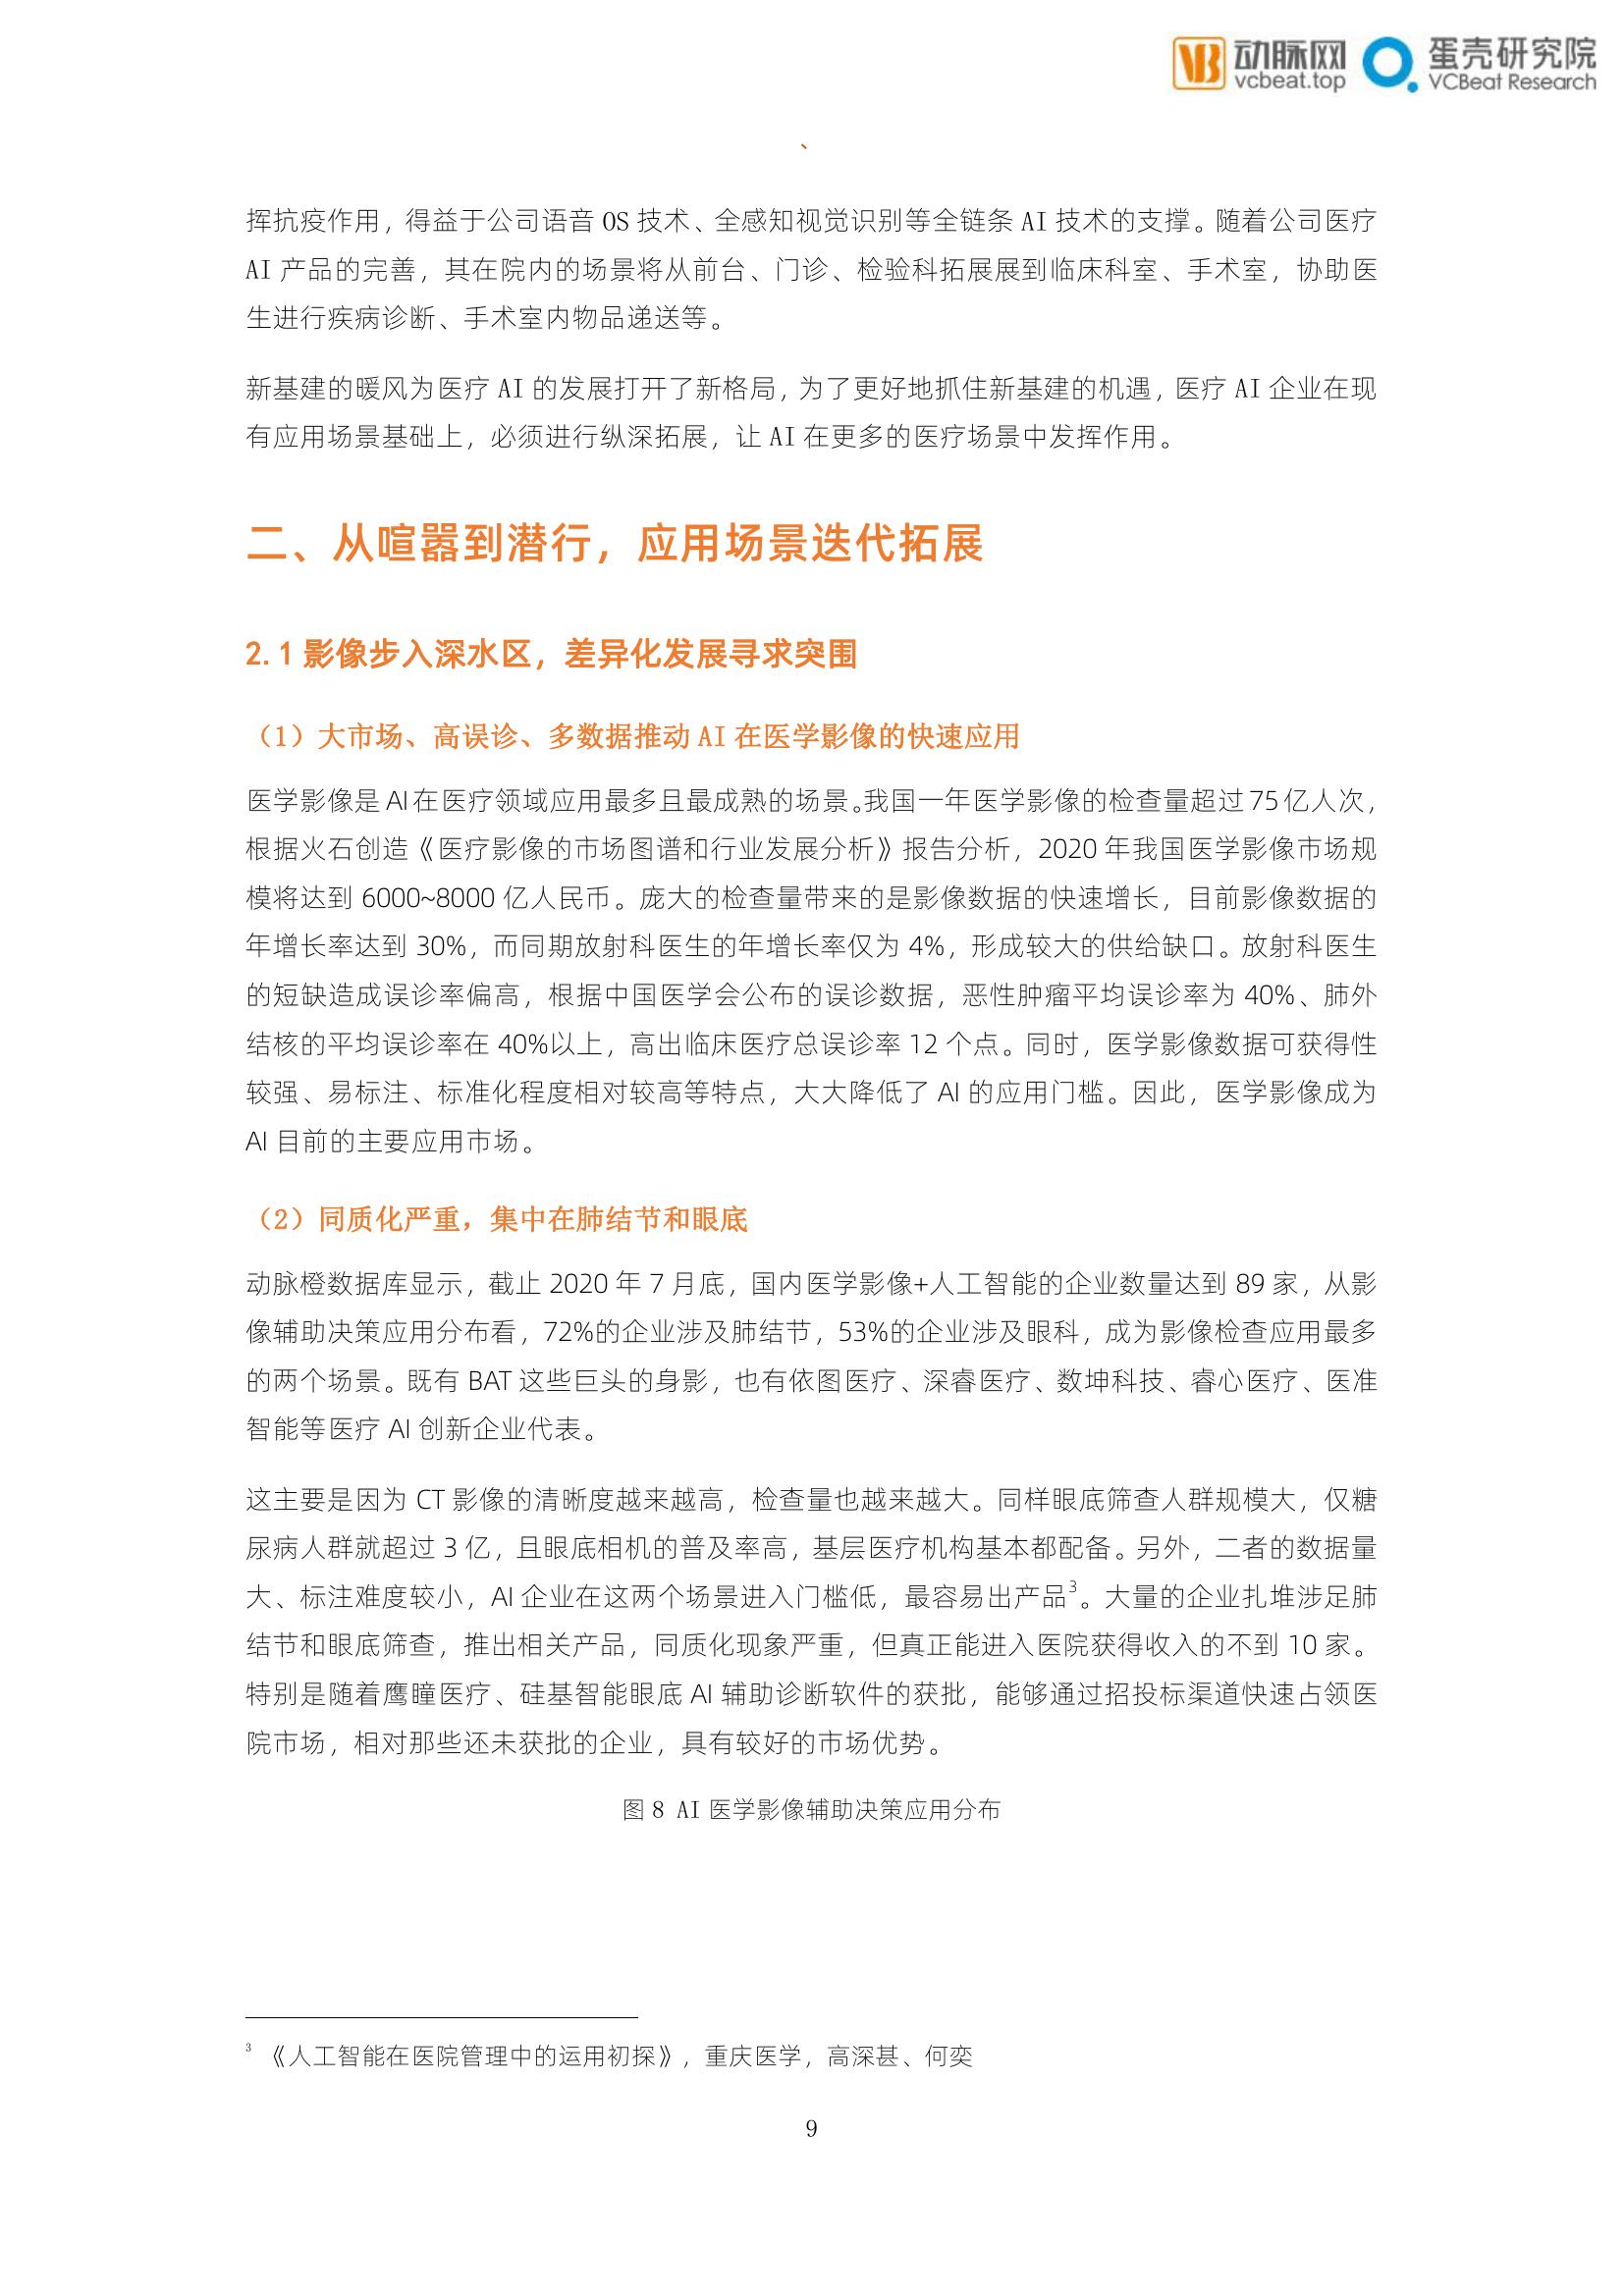 动脉网
vcbeat.top
蛋壳研究院
VCBeat Research
、
挥抗疫作用，得益于公司语音 OS 技术、全感知视觉识别等全链条 AI 技术的支撑。随着公司医疗
AI 产品的完善，其在院内的场景将从前台、门诊、检验科拓展展到临床科室、手术室，协助医
生进行疾病诊断、手术室内物品递送等。
新基建的暖风为医疗 AI 的发展打开了新格局，为了更好地抓住新基建的机遇，医疗 AI 企业在现
有应用场景基础上，必须进行纵深拓展，让 AI 在更多的医疗场景中发挥作用。
二、从喧嚣到潜行，应用场景迭代拓展
2.1 影像步入深水区，差异化发展寻求突围
（1）大市场、高误诊、多数据推动 AI 在医学影像的快速应用
医学影像是 AI 在医疗领域应用最多且最成熟的场景。我国一年医学影像的检查量超过 75 亿人次，
根据火石创造《医疗影像的市场图谱和行业发展分析》报告分析，2020 年我国医学影像市场规
模将达到 6000~8000 亿人民币。庞大的检查量带来的是影像数据的快速增长，目前影像数据的
年增长率达到 30%，而同期放射科医生的年增长率仅为 4%，形成较大的供给缺口。放射科医生
的短缺造成误诊率偏高，根据中国医学会公布的误诊数据，恶性肿瘤平均误诊率为 40%、肺外
结核的平均误诊率在 40%以上，高出临床医疗总误诊率 12 个点。同时，医学影像数据可获得性
较强、易标注、标准化程度相对较高等特点，大大降低了 AI 的应用门槛。因此，医学影像成为
AI 目前的主要应用市场。
（2）同质化严重，集中在肺结节和眼底
动脉橙数据库显示，截止 2020 年 7 月底，国内医学影像+人工智能的企业数量达到 89 家，从影
像辅助决策应用分布看，72%的企业涉及肺结节，53%的企业涉及眼科，成为影像检查应用最多
的两个场景。既有 BAT 这些巨头的身影，也有依图医疗、深睿医疗、数坤科技、睿心医疗、医准
智能等医疗 AI 创新企业代表。
这主要是因为 CT 影像的清晰度越来越高，检查量也越来越大。同样眼底筛查人群规模大，仅糖
尿病人群就超过 3 亿，且眼底相机的普及率高，基层医疗机构基本都配备。另外，二者的数据量
大、标注难度较小，AI 企业在这两个场景进入门槛低，最容易出产品3。大量的企业扎堆涉足肺
结节和眼底筛查，推出相关产品，同质化现象严重，但真正能进入医院获得收入的不到 10 家。
特别是随着鹰瞳医疗、硅基智能眼底 AI 辅助诊断软件的获批，能够通过招投标渠道快速占领医
院市场，相对那些还未获批的企业，具有较好的市场优势。
图 8 AI 医学影像辅助决策应用分布
3 《人工智能在医院管理中的运用初探》，重庆医学，高深甚、何奕
9